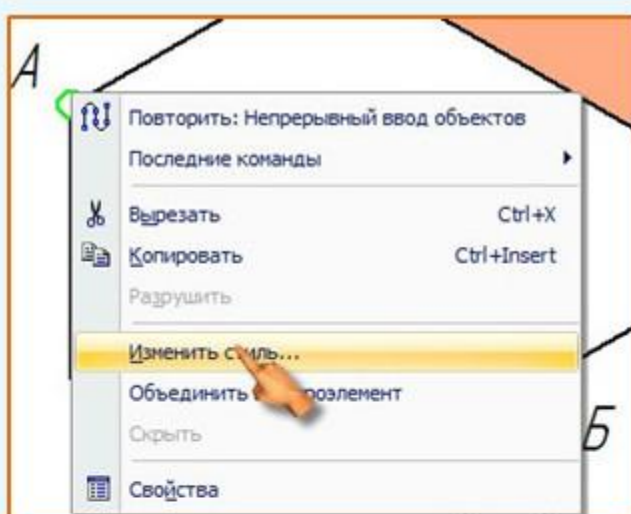 А
Повторить: Непрерывный ввод объектов
Последние команды
Вырезать Ctrl+X
Копировать Ctrl+Insert
Разрушить
Изменить стиль...
Объединить
Скрыть
Б
Свойства